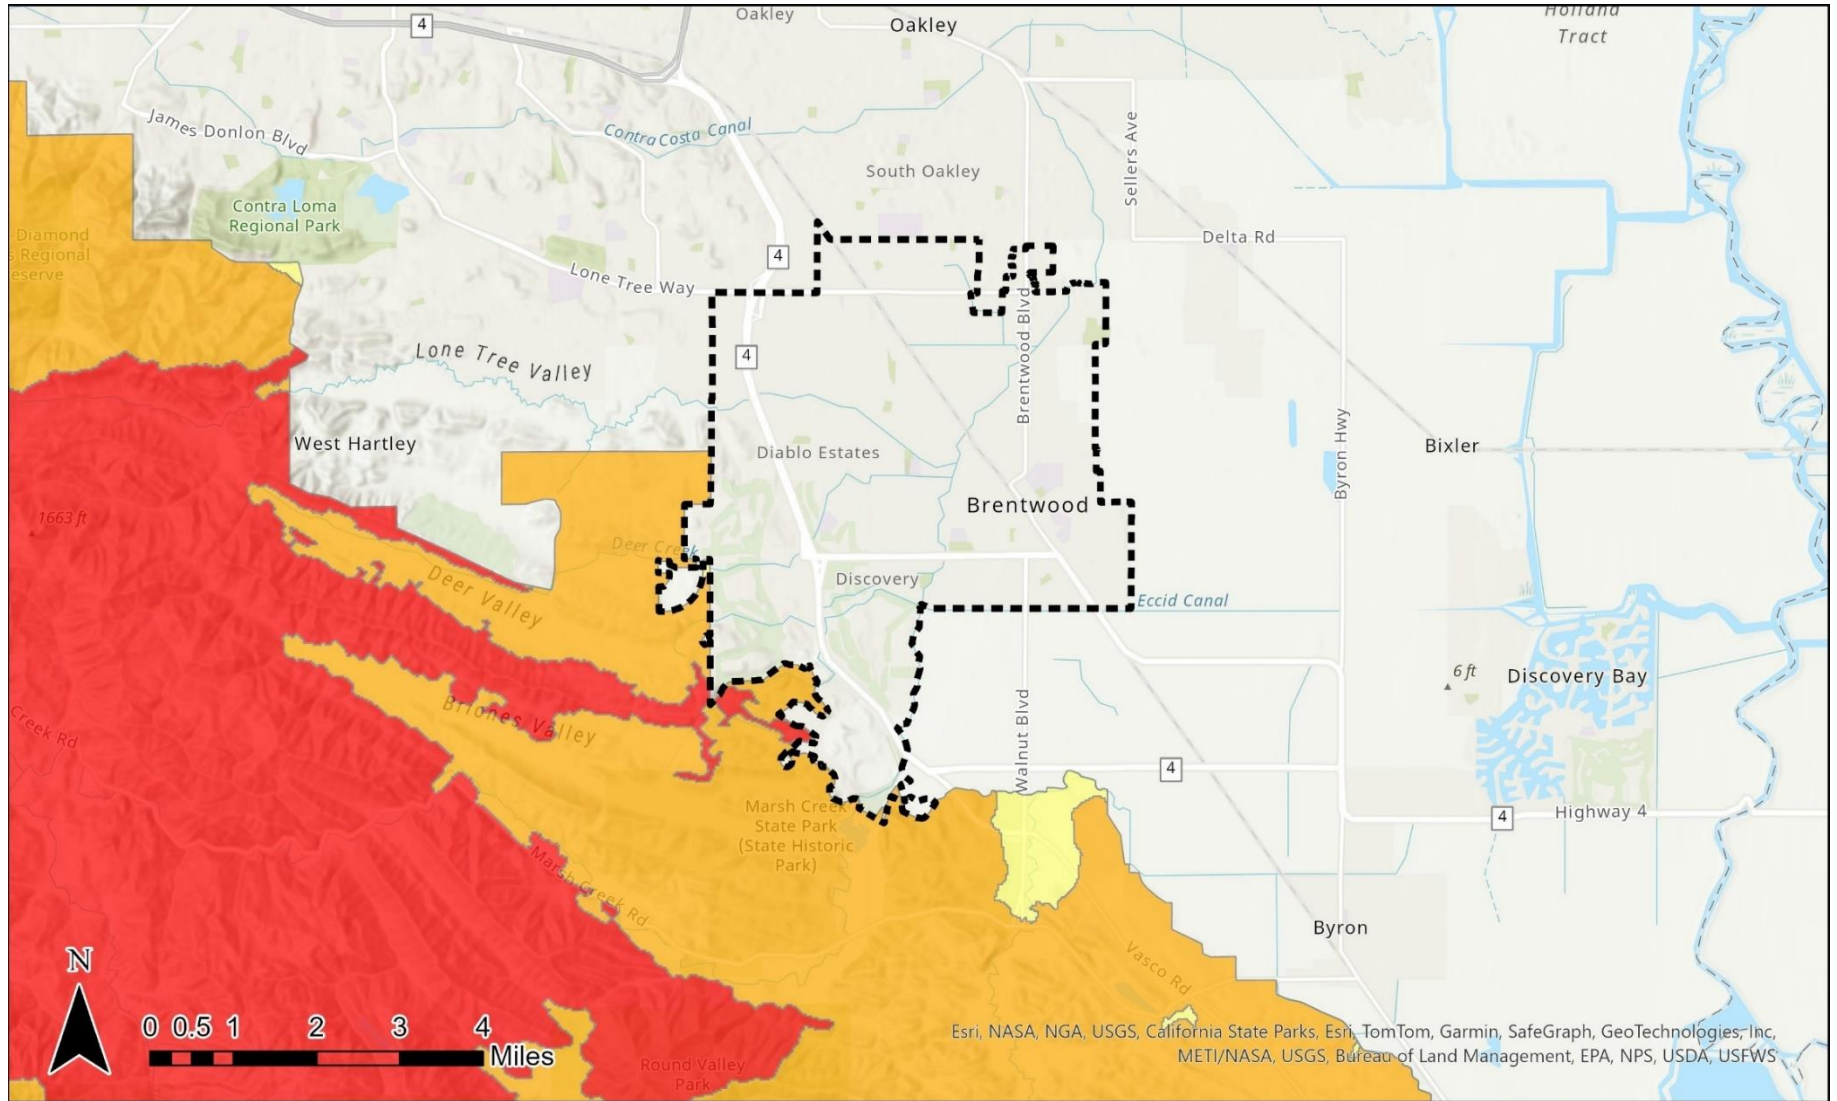 Oakley
Oakley
4
Holland
Tract
James Donlon Blvd
Contra Costa Canal
Sellers Ave
South Oakley
Contra Loma
Regional Park
Diamond
s Regional
eserve
Delta Rd
4
Lone Tree Way
Brentwood Blvd
4
Lone Tree Valley
West Hartley
Diablo Estates
Byron Hwy
Bixler
Brentwood
1663 ft
Deer Creek
Deer Valley
Discovery
Eccid Canal
6 ft
Discovery Bay
Briones Valley
Creek Rd
Walnut Blvd
4
Marsh Creek
State Park
(State Historic
Park)
4
Highway 4
Marsh Creek Rd
Byron
Vasco Rd
N
0 0.5 1 2 3 4
Miles
Round Valley
Park
Esri, NASA, NGA, USGS, California State Parks, Esri, TomTom, Garmin, SafeGraph, GeoTechnologies, Inc,
METI/NASA, USGS, Bureau of Land Management, EPA, NPS, USDA, USFWS